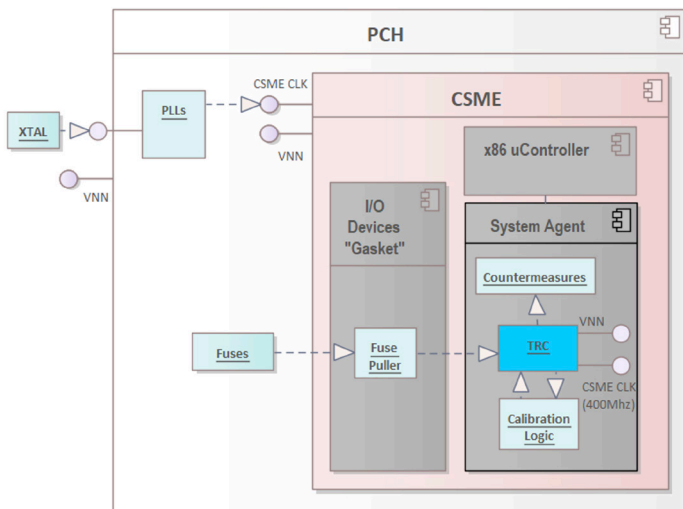 PCH
CSME CLK
PLLs
CSME
XTAL
VNN
x86 uController
VNN
I/O
Devices
"Gasket"
System Agent
Countermeasures
VNN
Fuses
Fuse
Puller
TRC
CSME CLK
(400Mhz)
Calibration
Logic